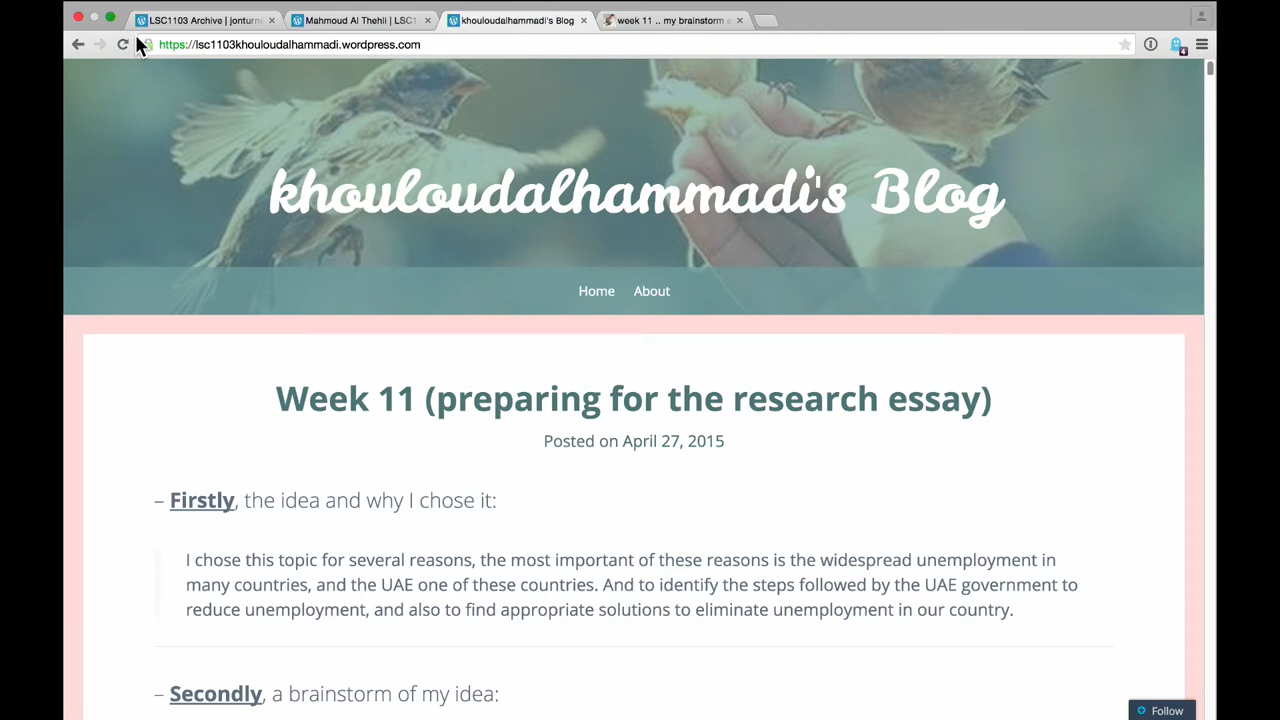 LSC1103 Archive | jonturne
Mahmoud Al Thehli | LSC1
khouloudalhammadi's Blog
week 11 .. my brainstorm a
https://lsc1103khouloudalhammadi.wordpress.com
4
khouloudalhammadi's Blog
Home About
Week 11 (preparing for the research essay)
Posted on April 27, 2015
– Firstly, the idea and why I chose it:
I chose this topic for several reasons, the most important of these reasons is the widespread unemployment in
many countries, and the UAE one of these countries. And to identify the steps followed by the UAE government to
reduce unemployment, and also to find appropriate solutions to eliminate unemployment in our country.
– Secondly, a brainstorm of my idea:
Follow